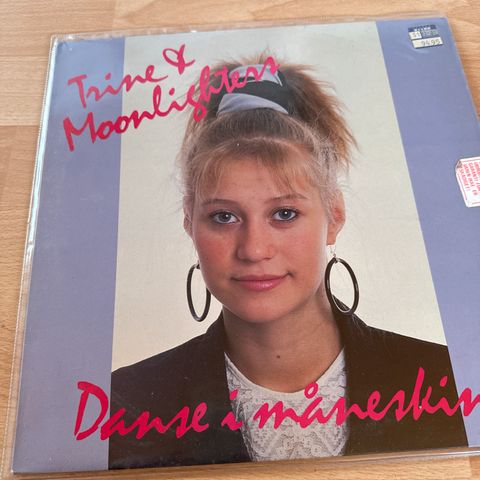 Trine &
Moonlighters
Danse i måneskin